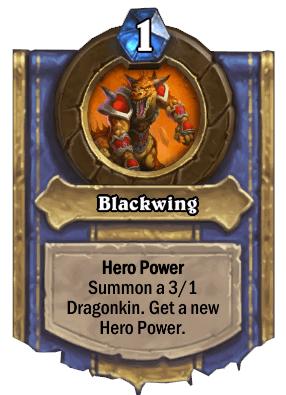 1
Blackwing
Hero Power
Summon a 3/1
Dragonkin. Get a new
Hero Power.